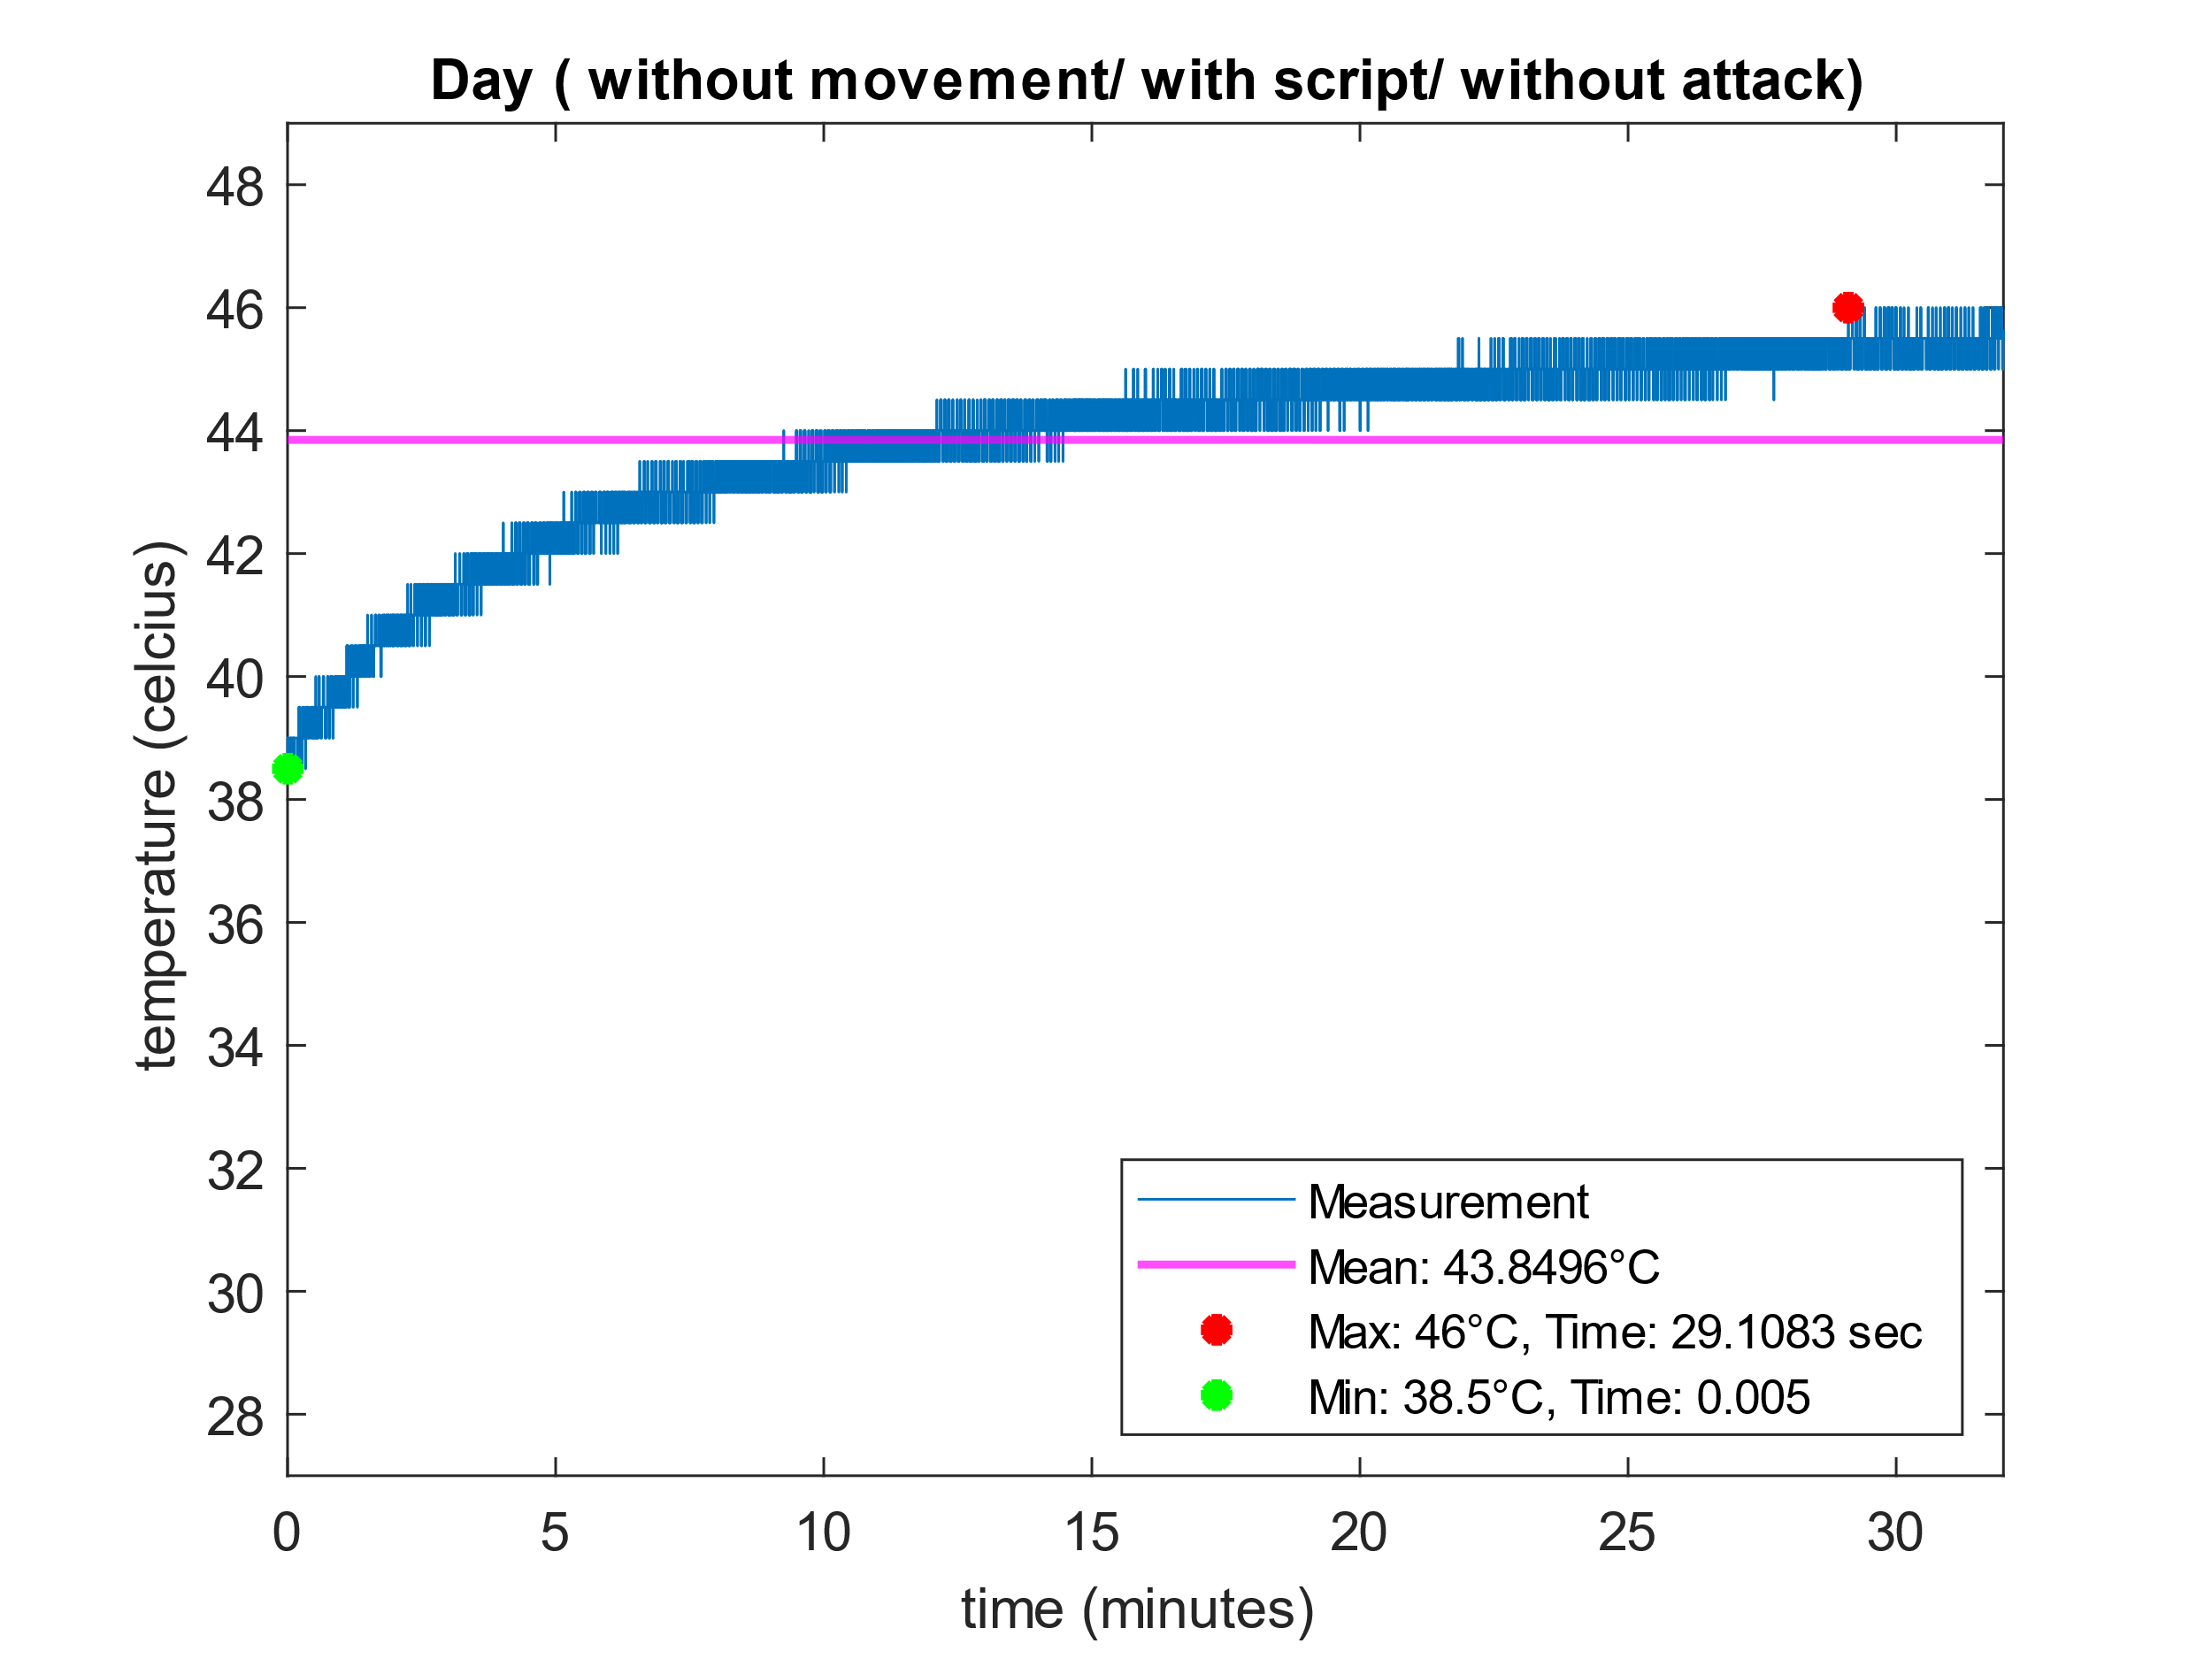 Day ( without movement/ with script/ without attack)
48
46
44
42
40
38
36
34
32
30
28
temperature (celcius)
Measurement
Mean: 43.8496°C
Max: 46°C, Time: 29.1083 sec
Min: 38.5°C, Time: 0.005
0 5 10 15 20 25 30
time (minutes)